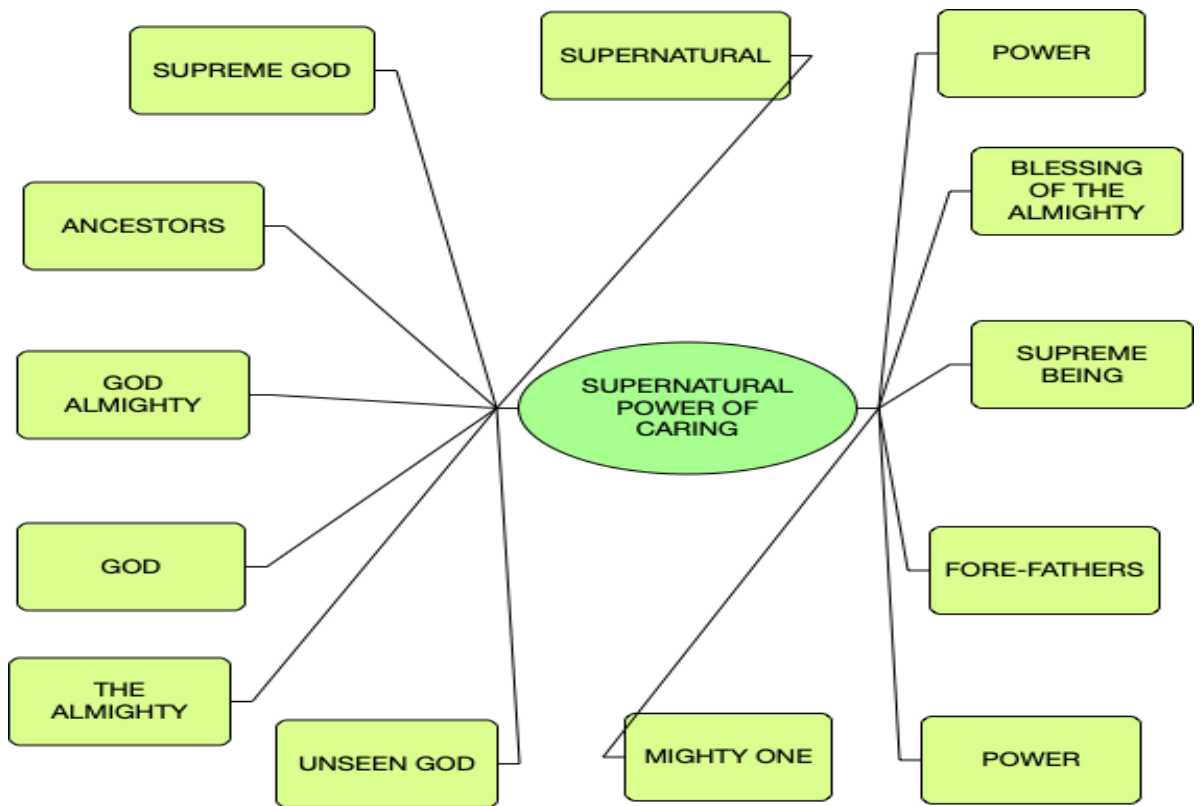 SUPREME GOD
SUPERNATURAL
POWER
ANCESTORS
BLESSING
OF THE
ALMIGHTY
GOD
ALMIGHTY
SUPERNATURAL
POWER OF
CARING
SUPREME
BEING
GOD
FORE-FATHERS
THE
ALMIGHTY
UNSEEN GOD
MIGHTY ONE
POWER